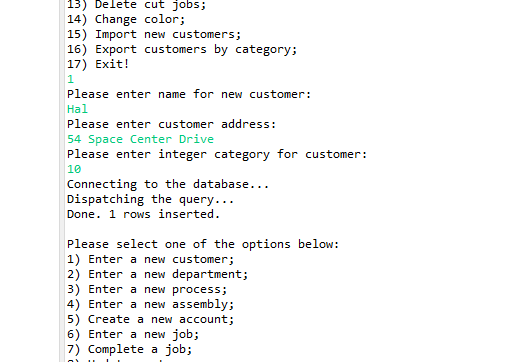 13) Delete cut jobs;
14) Change color;
15) Import new customers;
16) Export customers by category;
17) Exit!
1
Please enter name for new customer:
Hal
Please enter customer address:
54 Space Center Drive
Please enter integer category for customer:
10
Connecting to the database...
Dispatching the query...
Done. 1 rows inserted.
Please select one of the options below:
1) Enter a new customer;
2) Enter a new department;
3) Enter a new process;
4) Enter a new assembly;
5) Create a new account;
6) Enter a new job;
7) Complete a job;